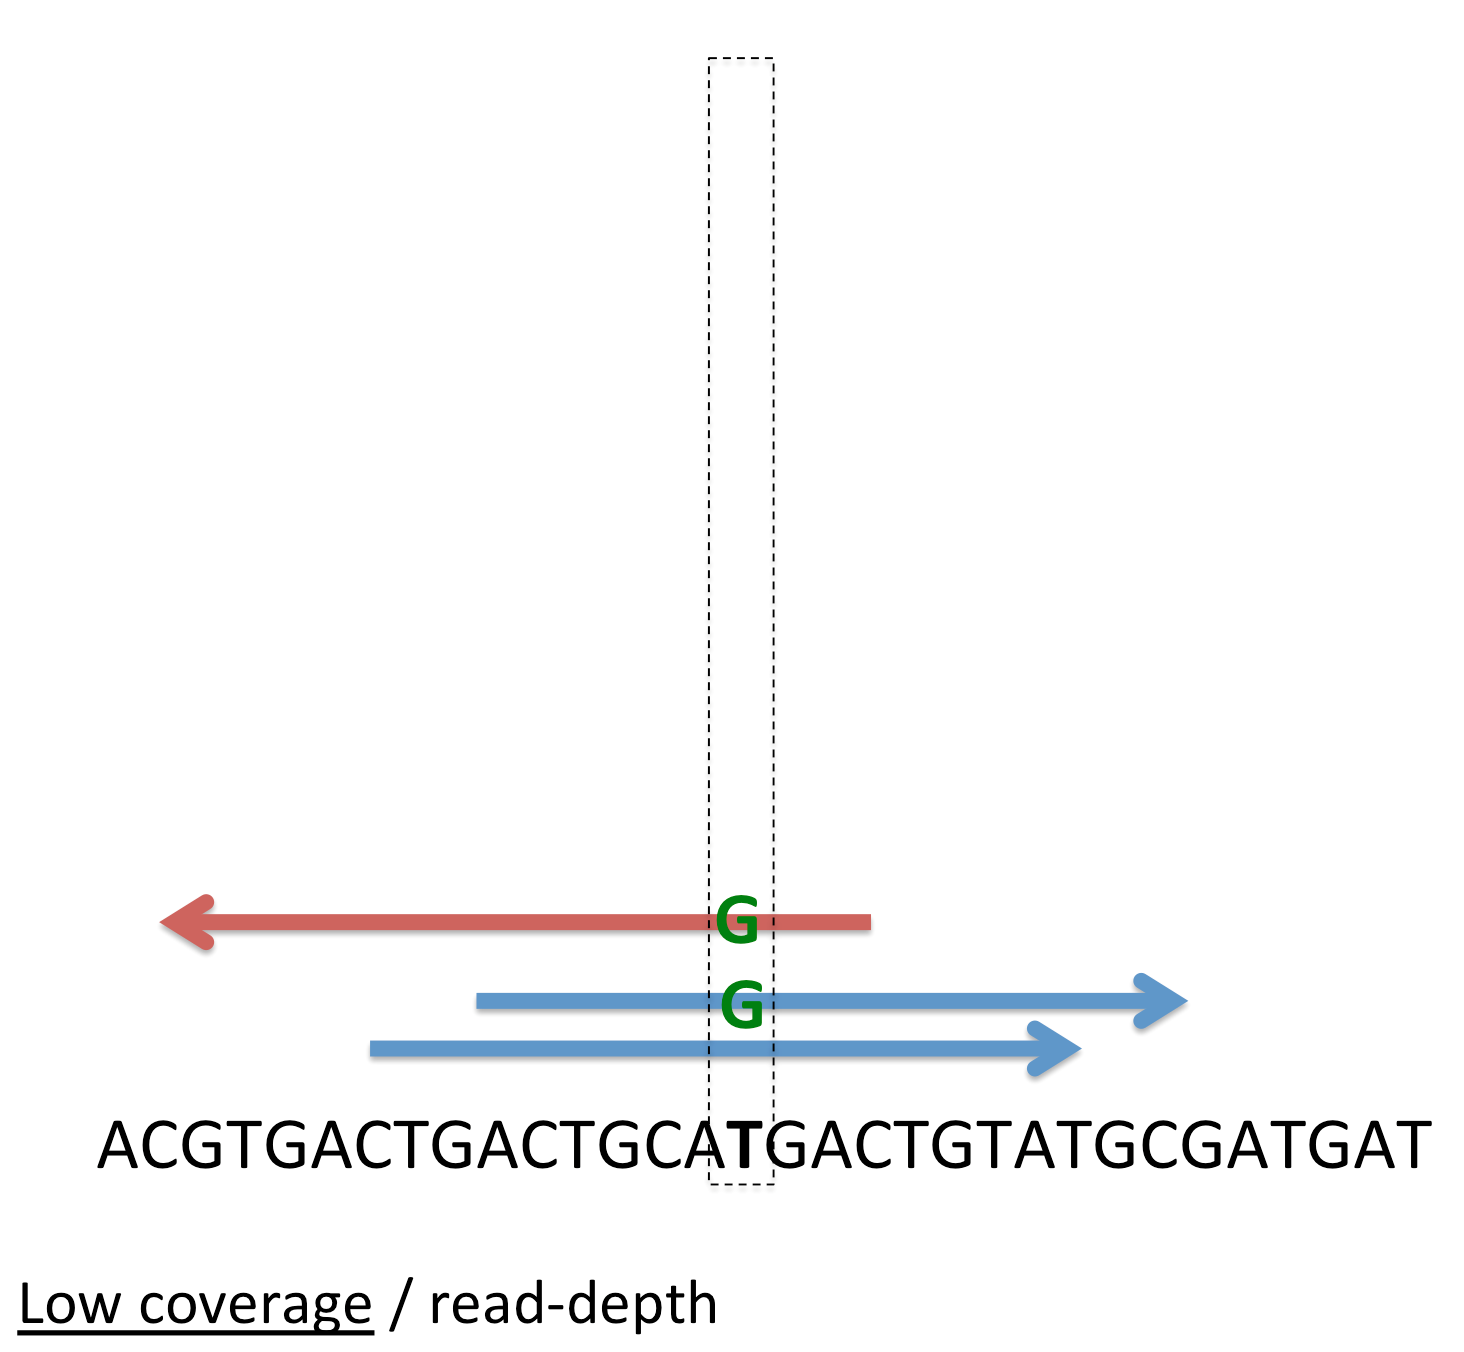 G
G
ACGTGACTGACTGCATGACTGTATGCGATGAT
Low coverage / read-depth